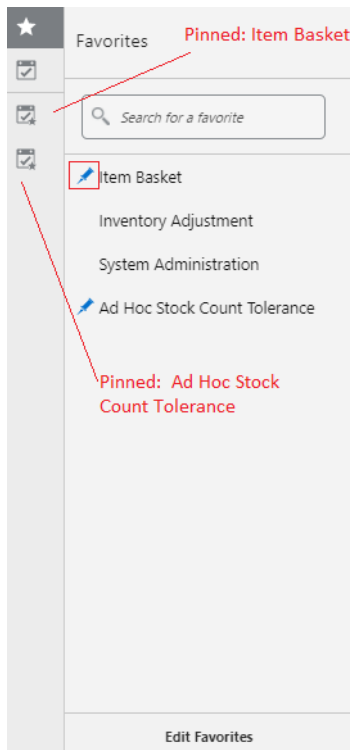 Favorites
Pinned: Item Basket
Search for a favorite
Item Basket
Inventory Adjustment
System Administration
Ad Hoc Stock Count Tolerance
Pinned:  Ad Hoc Stock
Count Tolerance
Edit Favorites